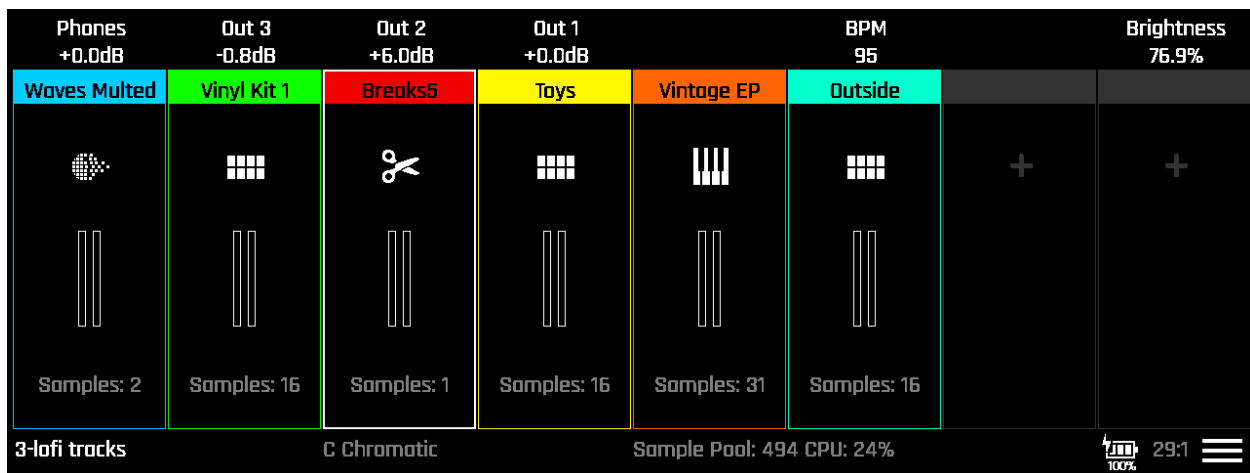 Phones Out 3 Out 2 Out 1 BPM Brightness
+0.0dB -0.8dB +6.0dB +0.0dB 95 76.9%
Waves Multed Vinyl Kit 1 Breaks5 Toys Vintage EP Outside
Samples: 2 Samples: 16 Samples: 1 Samples: 16 Samples: 31 Samples: 16
3-lofi tracks C Chromatic Sample Pool: 494 CPU: 24% 29:1
100%